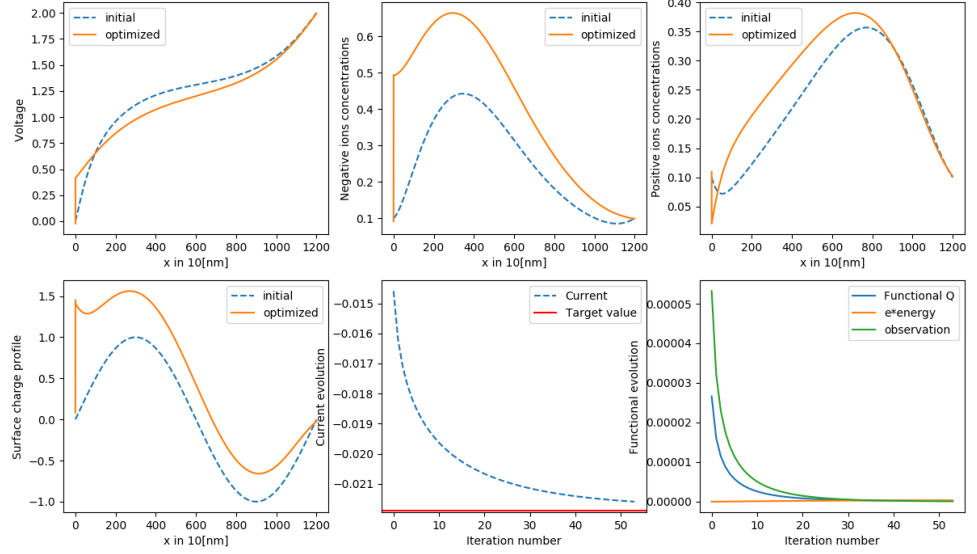 initial
optimized
Voltage
2.00
1.75
1.50
1.25
1.00
0.75
0.50
0.25
0.00
0 200 400 600 800 1000 1200
x in 10[nm]
initial
optimized
Negative ions concentrations
0.6
0.5
0.4
0.3
0.2
0.1
0 200 400 600 800 1000 1200
x in 10[nm]
initial
optimized
Positive ions concentrations
0.40
0.35
0.30
0.25
0.20
0.15
0.10
0.05
0 200 400 600 800 1000 1200
x in 10[nm]
initial
optimized
Surface charge profile
1.5
1.0
0.5
0.0
−0.5
−1.0
0 200 400 600 800 1000 1200
x in 10[nm]
Current
Target value
Current evolution
−0.015
−0.016
−0.017
−0.018
−0.019
−0.020
−0.021
0 10 20 30 40 50
Iteration number
Functional Q
e*energy
observation
Functional evolution
0.00005
0.00004
0.00003
0.00002
0.00001
0.00000
0 10 20 30 40 50
Iteration number